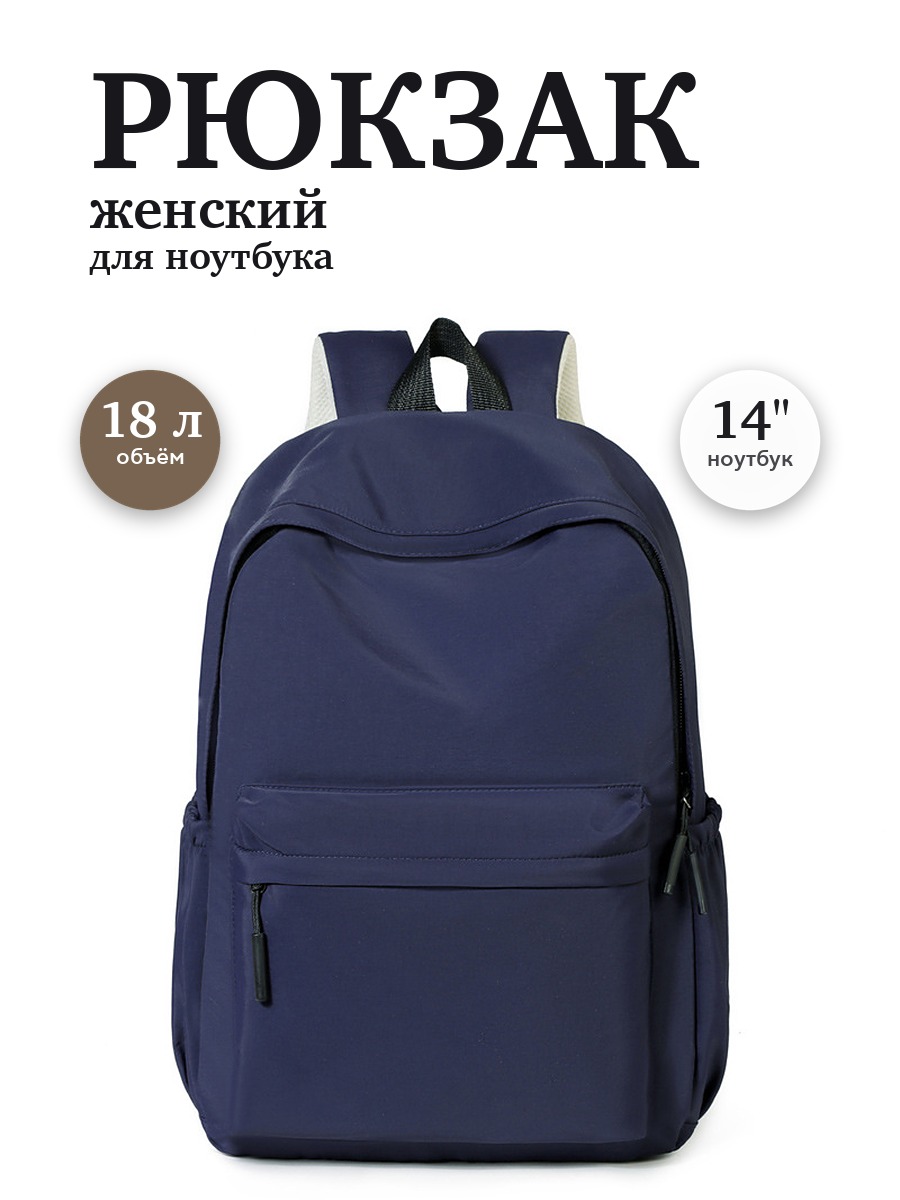 РЮКЗАК
женский
для ноутбука
18 л
объём
14"
ноутбук